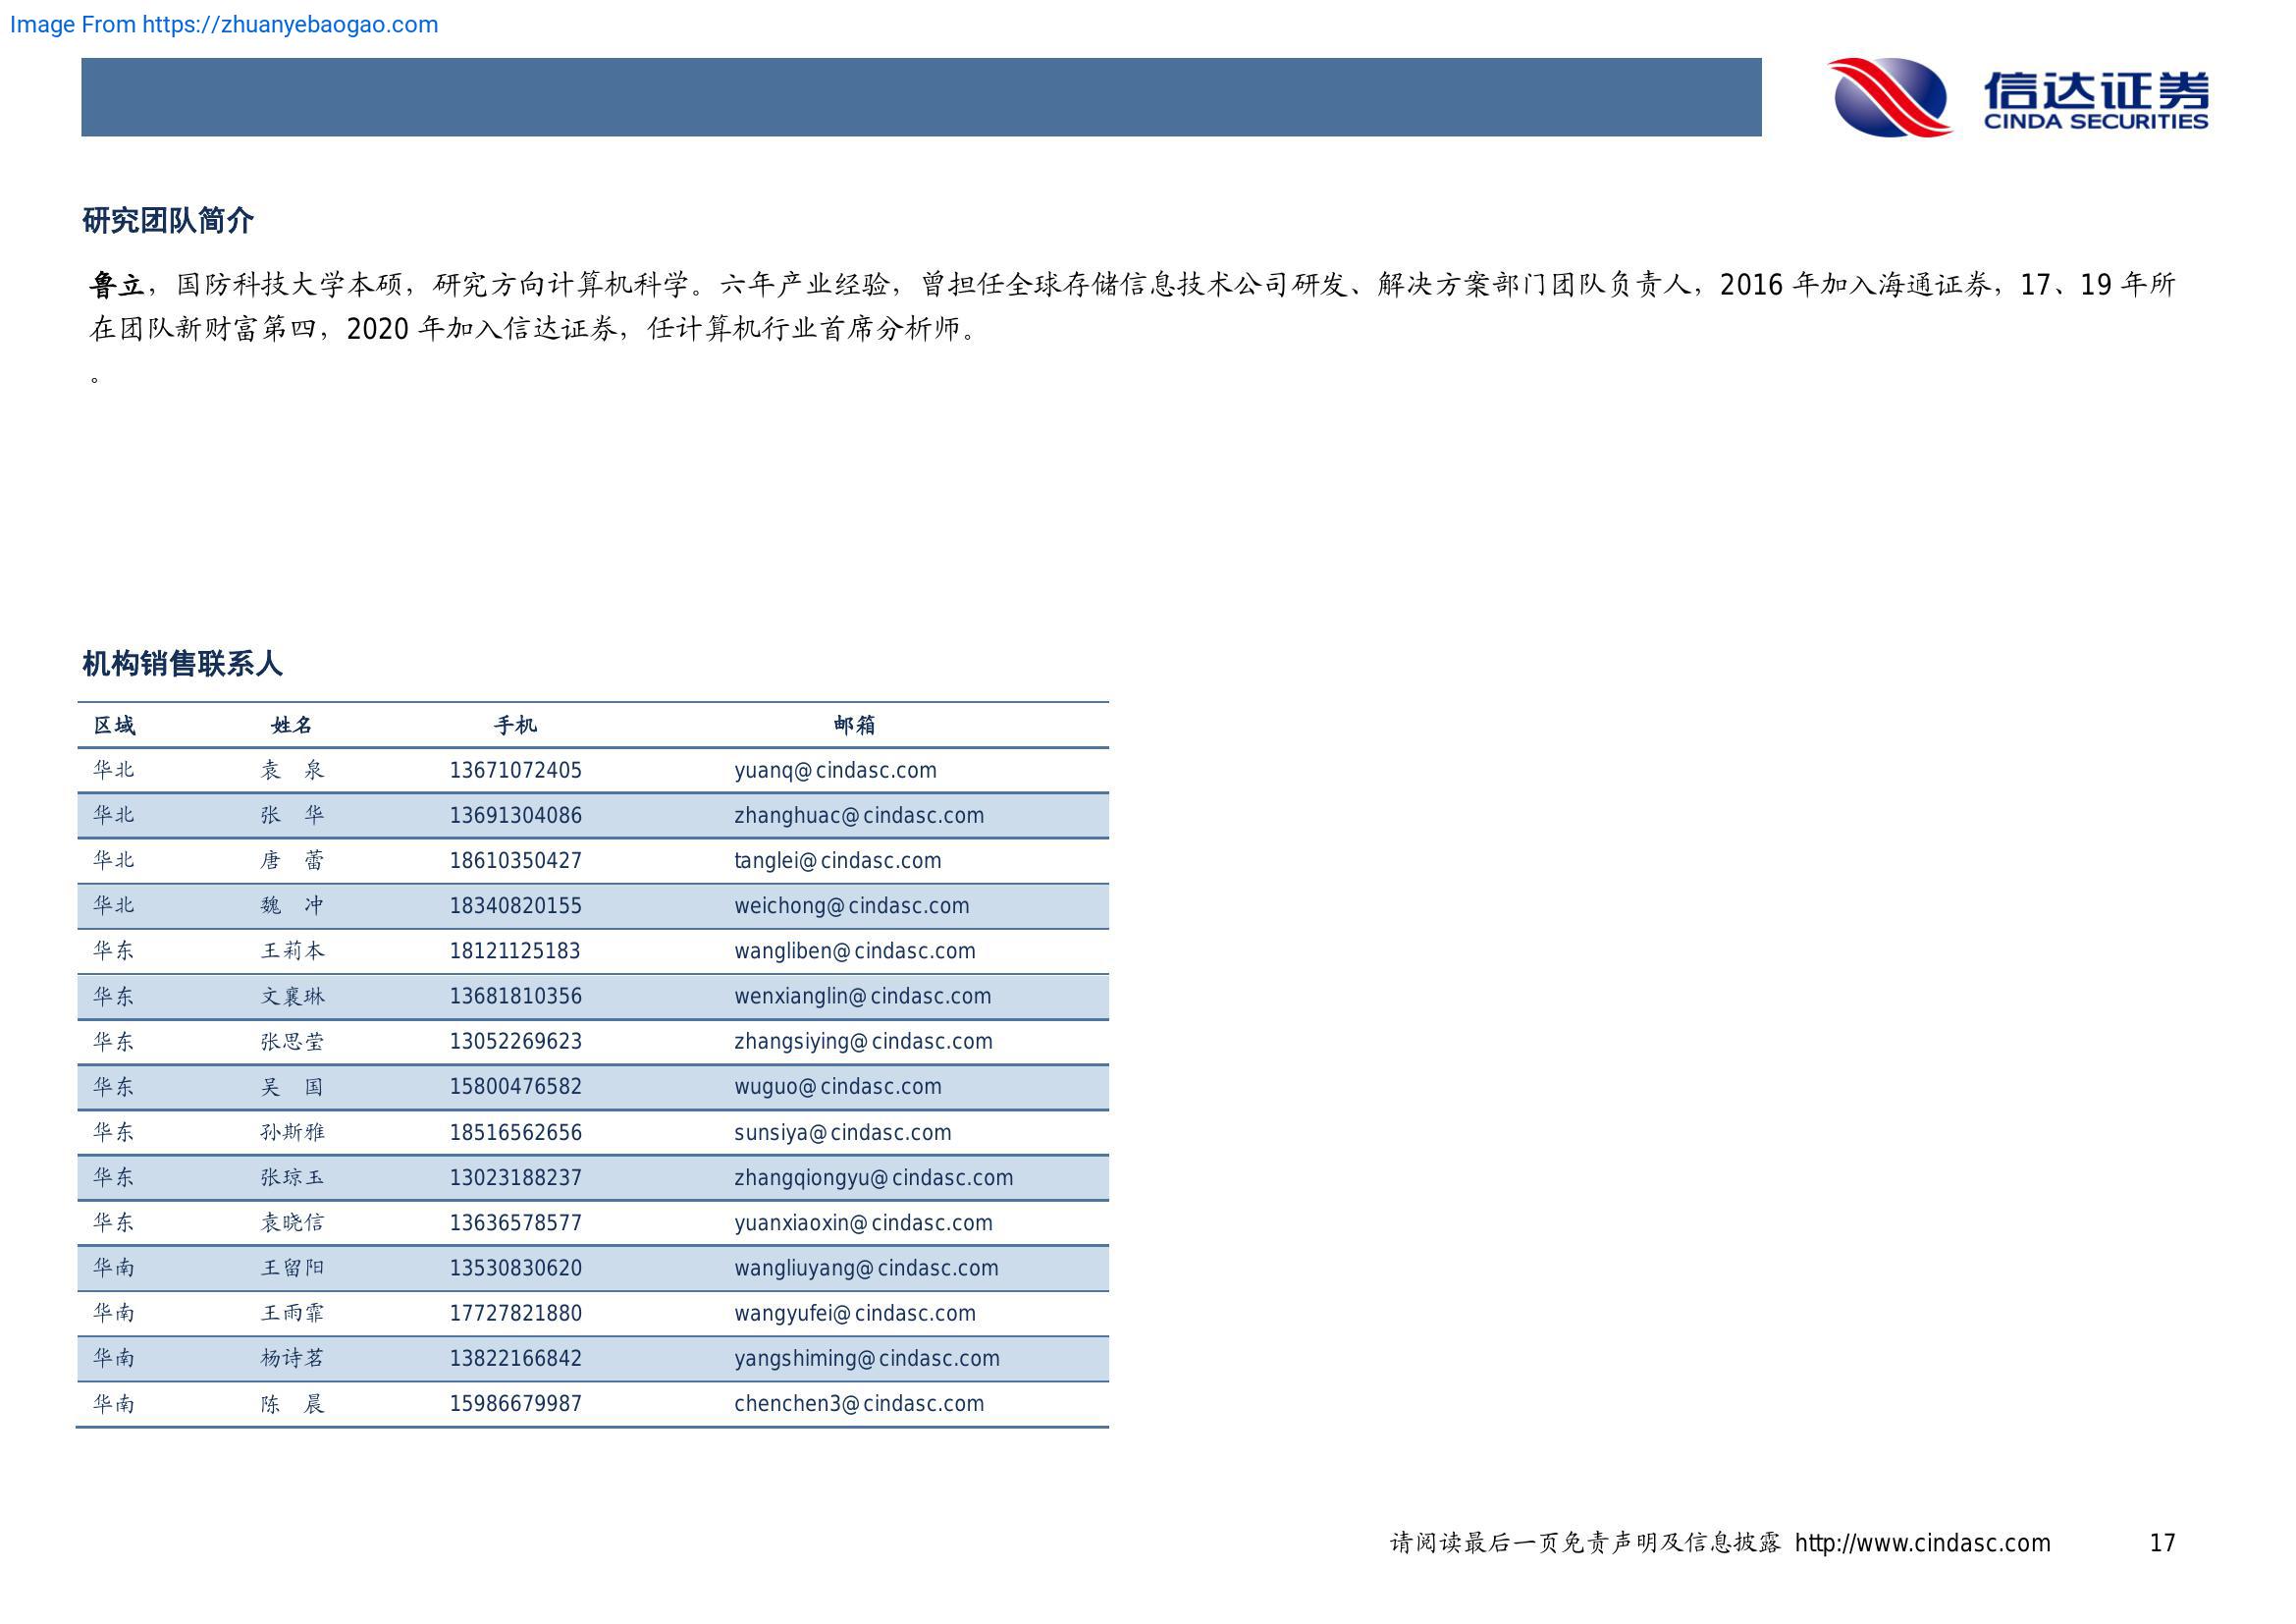 Image From https://zhuanyebaogao.com
信达证券
CINDA SECURITIES
研究团队简介
鲁立，国防科技大学本硕，研究方向计算机科学。六年产业经验，曾担任全球存储信息技术公司研发、解决方案部门团队负责人，2016 年加入海通证券，17、19 年所
在团队新财富第四，2020 年加入信达证券，任计算机行业首席分析师。
。
机构销售联系人
区域 姓名 手机 邮箱
华北 袁 泉 13671072405 yuanq@cindasc.com
华北 张 华 13691304086 zhanghuac@cindasc.com
华北 唐 蕾 18610350427 tanglei@cindasc.com
华北 魏 冲 18340820155 weichong@cindasc.com
华东 王莉本 18121125183 wangliben@cindasc.com
华东 文襄琳 13681810356 wenxianglin@cindasc.com
华东 张思莹 13052269623 zhangsiying@cindasc.com
华东 吴 国 15800476582 wuguo@cindasc.com
华东 孙斯雅 18516562656 sunsiya@cindasc.com
华东 张琼玉 13023188237 zhangqiongyu@cindasc.com
华东 袁晓信 13636578577 yuanxiaoxin@cindasc.com
华南 王留阳 13530830620 wangliuyang@cindasc.com
华南 王雨霏 17727821880 wangyufei@cindasc.com
华南 杨诗茗 13822166842 yangshiming@cindasc.com
华南 陈 晨 15986679987 chenchen3@cindasc.com
请阅读最后一页免责声明及信息披露 http://www.cindasc.com 17